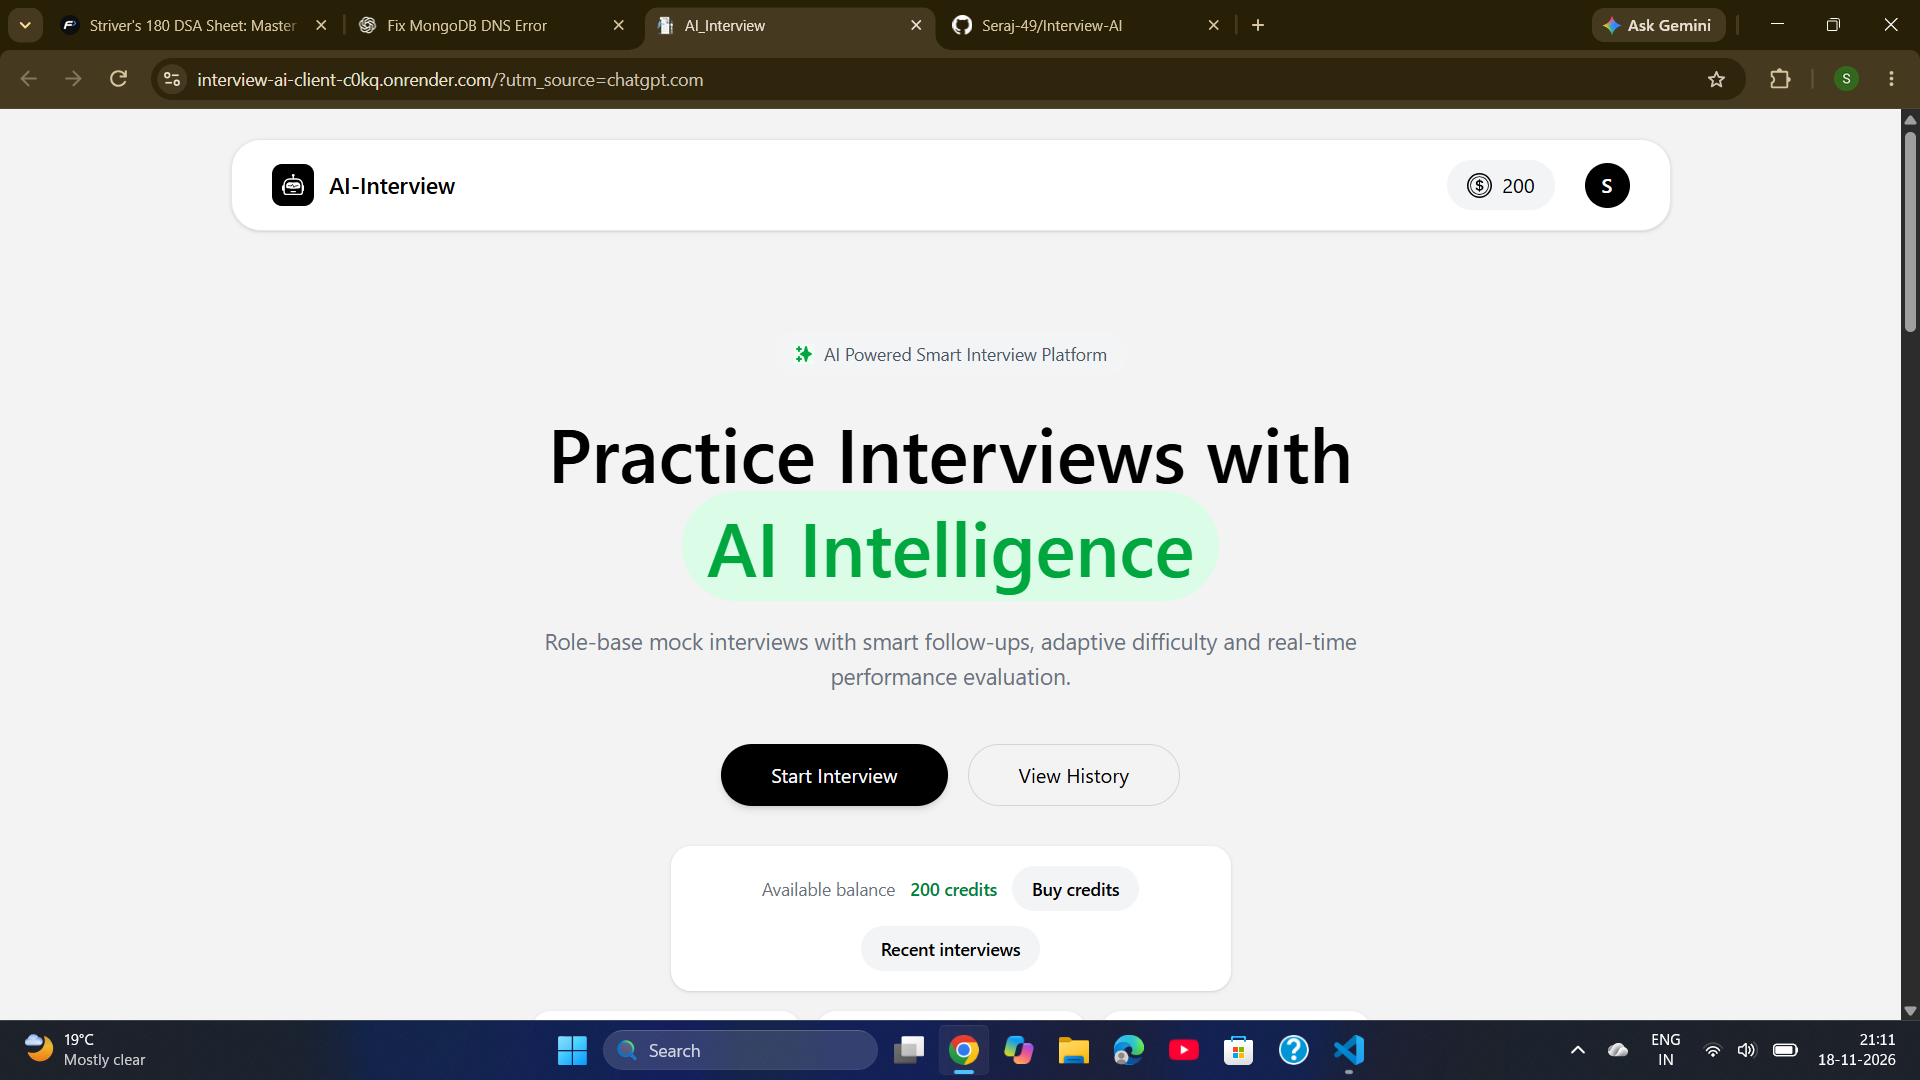 Striver's 180 DSA Sheet: Master
Fix MongoDB DNS Error
AI_Interview
Seraj-49/Interview-AI
Ask Gemini
interview-ai-client-c0kq.onrender.com/?utm_source=chatgpt.com
S
AI-Interview
200
S
AI Powered Smart Interview Platform
Practice Interviews with
AI Intelligence
Role-base mock interviews with smart follow-ups, adaptive difficulty and real-time
performance evaluation.
Start Interview
View History
Available balance 200 credits Buy credits
Recent interviews
19°C
Mostly clear
Search
ENG
IN
21:11
18-11-2026